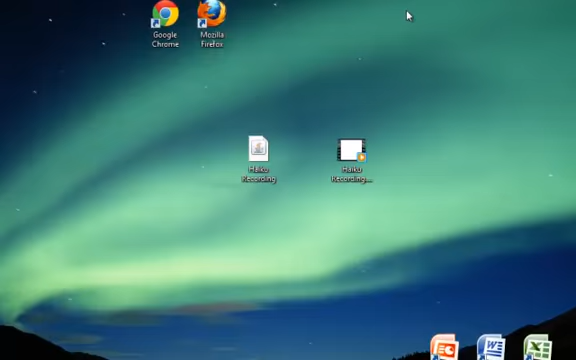 Google
Chrome
Mozilla
Firefox
Haiku
Recording
Haiku
Recording....